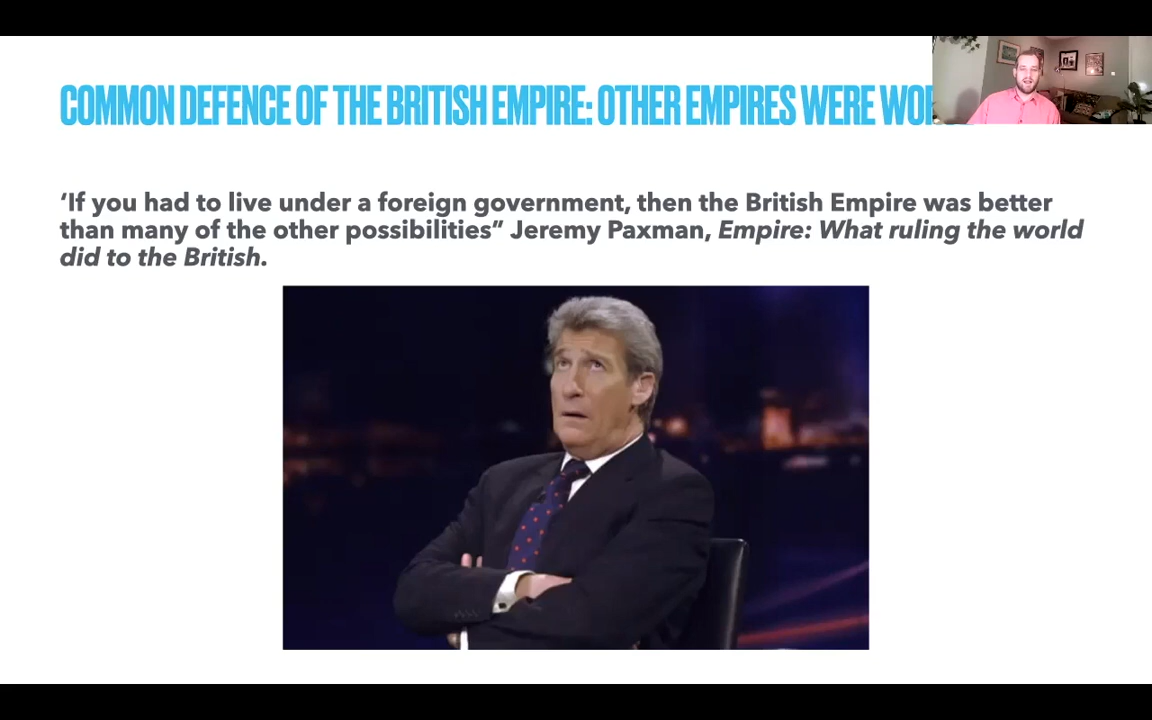 COMMON DEFENCE OF THE BRITISH EMPIRE: OTHER EMPIRES WERE
‘If you had to live under a foreign government, then the British Empire was better
than many of the other possibilities” Jeremy Paxman, Empire: What ruling the world
did to the British.